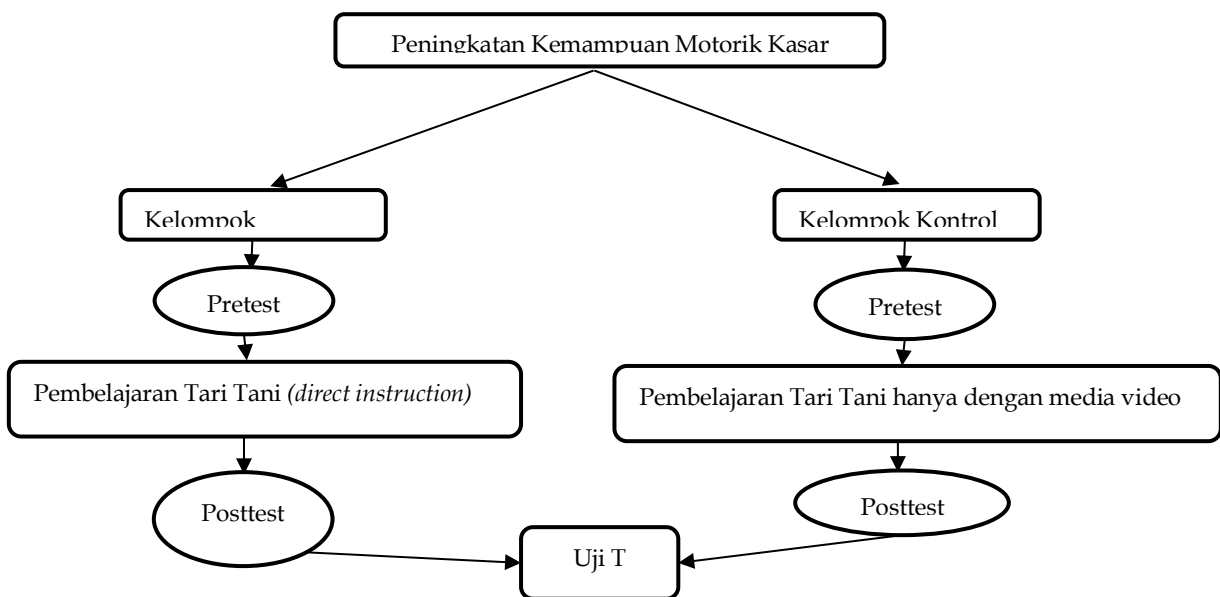 Peningkatan Kemampuan Motorik Kasar
Kelompok
Kelompok Kontrol
Pretest
Pretest
Pembelajaran Tari Tani (direct instruction)
Pembelajaran Tari Tani hanya dengan media video
Posttest
Posttest
Uji T